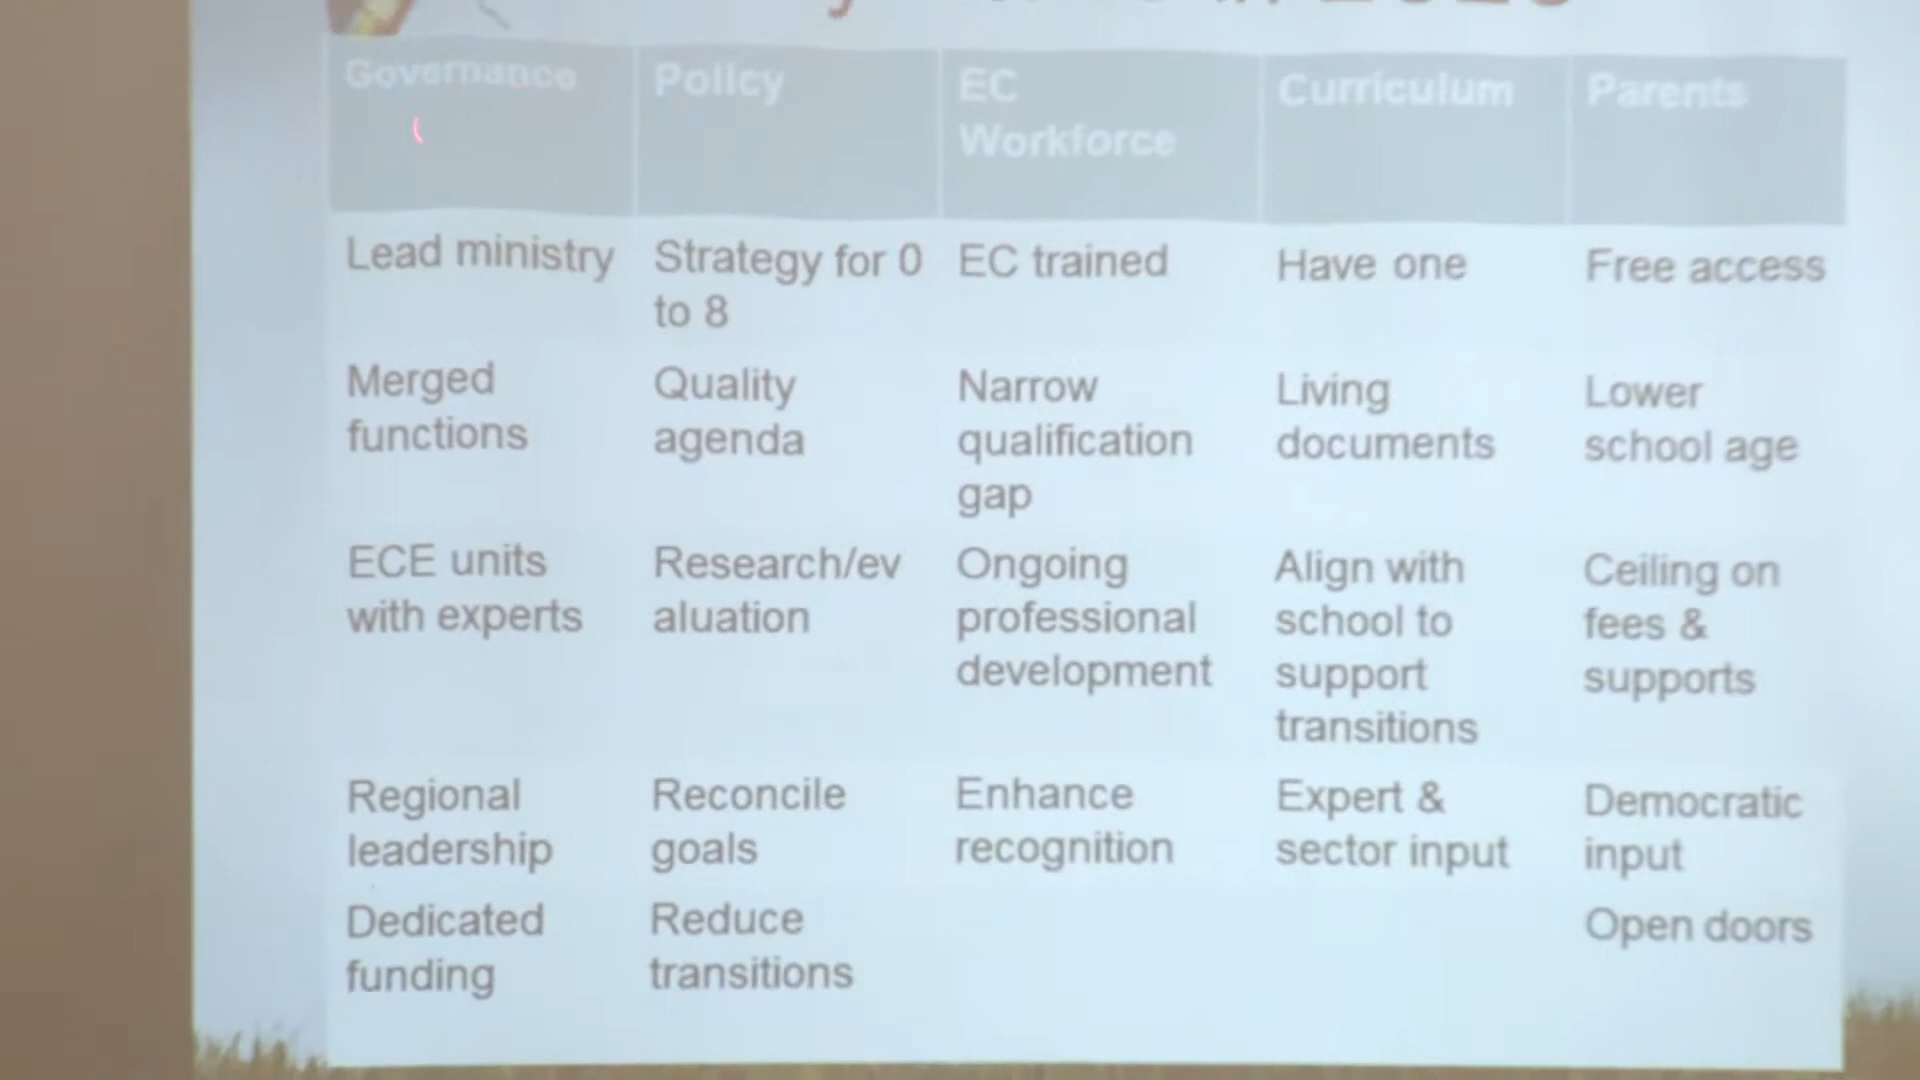 Governance
Policy
EC
Workforce
Curriculum
Parents
Lead ministry
Strategy for 0
to 8
EC trained
Have one
Free access
Merged
functions
Quality
agenda
Narrow
qualification
gap
Living
documents
Lower
school age
ECE units
with experts
Research/ev
aluation
Ongoing
professional
development
Align with
school to
support
transitions
Ceiling on
fees &
supports
Regional
leadership
Reconcile
goals
Enhance
recognition
Expert &
sector input
Democratic
input
Dedicated
funding
Reduce
transitions
Open doors